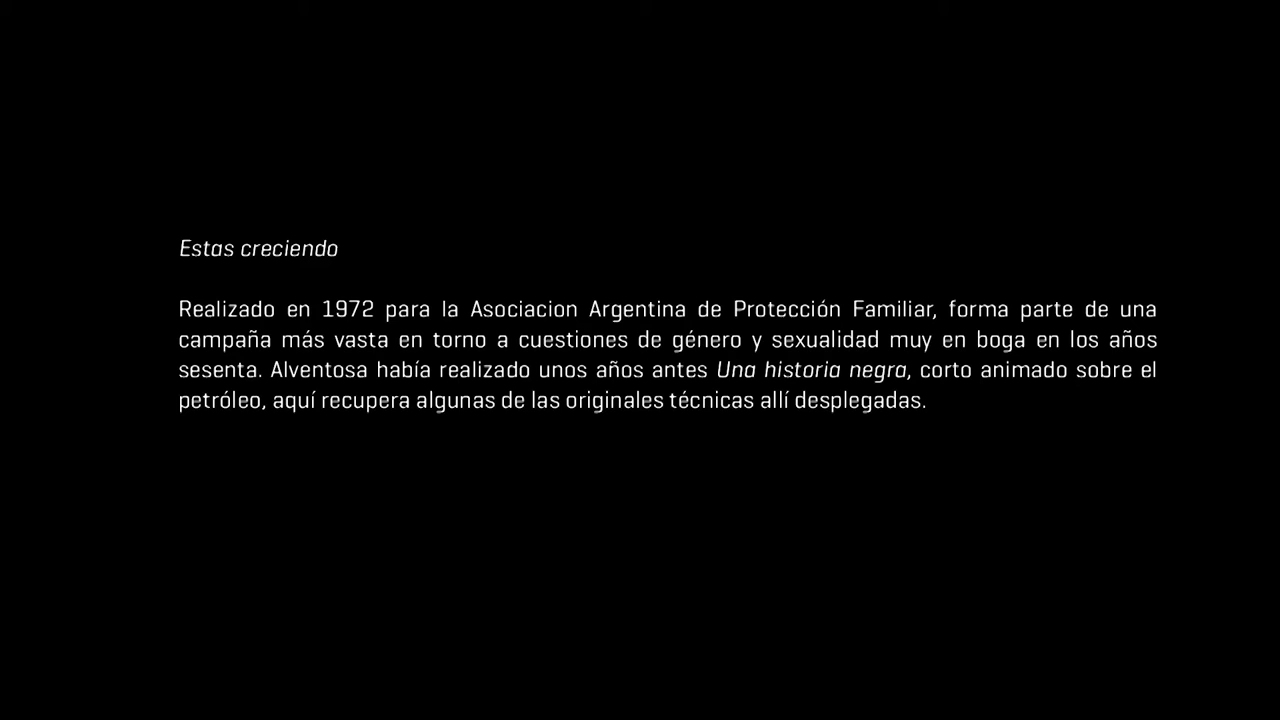 Estas creciendo
Realizado en 1972 para la Asociacion Argentina de Protección Familiar, forma parte de una
campaña más vasta en torno a cuestiones de género y sexualidad muy en boga en los años
sesenta. Alventosa había realizado unos años antes Una historia negra, corto animado sobre el
petróleo, aquí recupera algunas de las originales técnicas allí desplegadas.